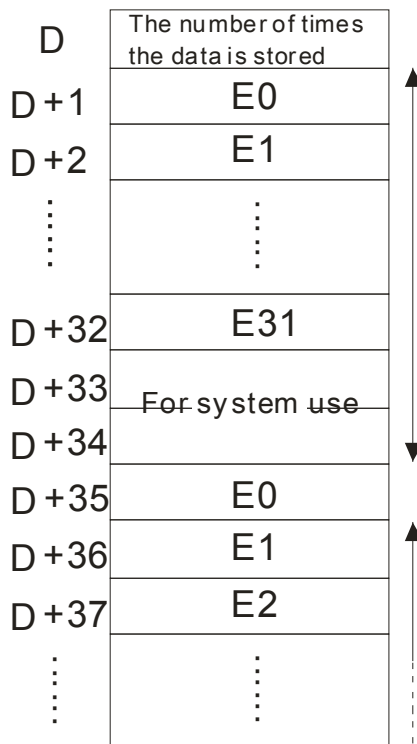 D The number of times
the data is stored
D+1 E0
D+2 E1
...... ......
D+32 E31
D+33
For system use
D+34
D+35 E0
D+36 E1
D+37 E2
...... ......